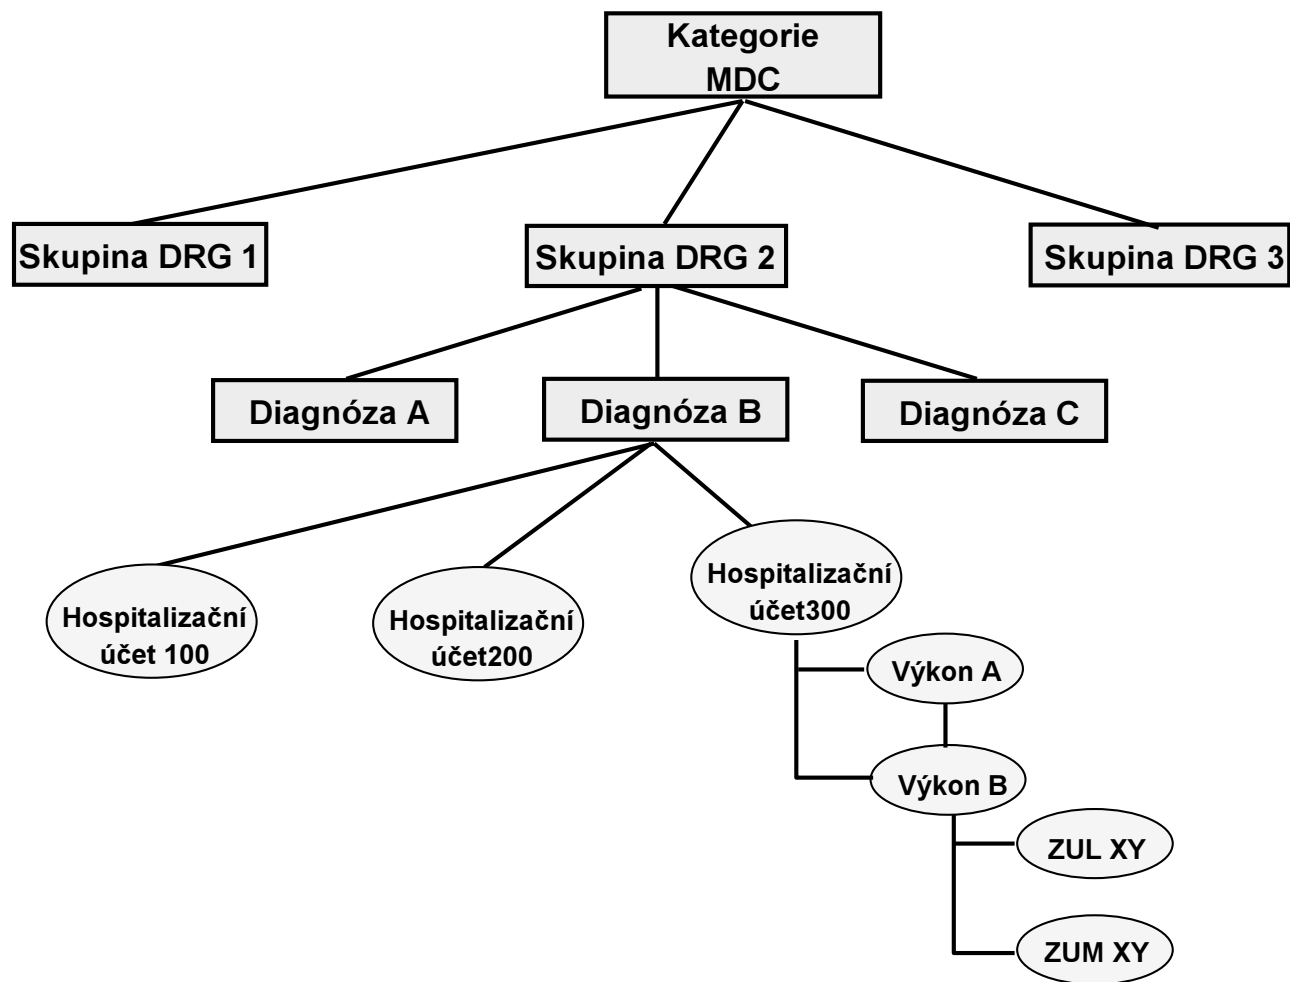 Kategorie
MDC
Skupina DRG 1
Skupina DRG 2
Skupina DRG 3
Diagnóza A
Diagnóza B
Diagnóza C
Hospitalizační
účet 100
Hospitalizační
účet200
Hospitalizační
účet300
Výkon A
Výkon B
ZUL XY
ZUM XY